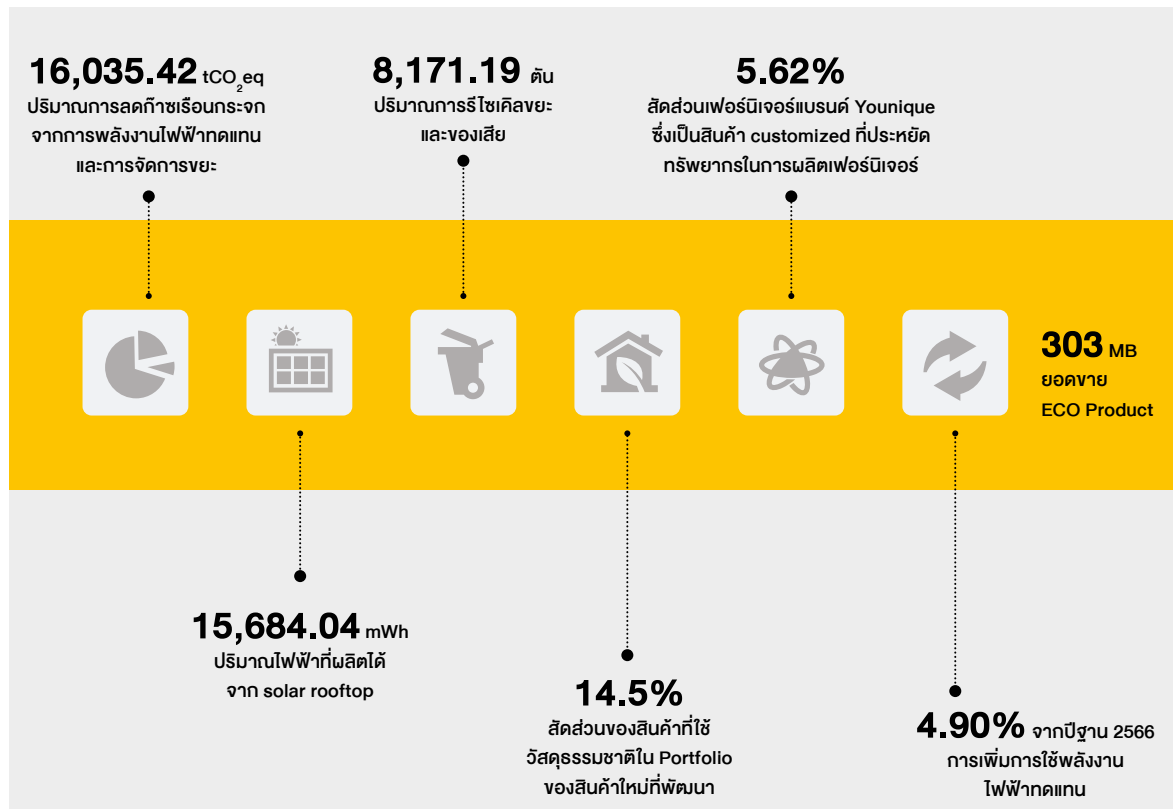 16,035.42 tCO₂eq
ปริมาณการลดก๊าซเรือนกระจก
จากการพลังงานไฟฟ้าทดแทน
และการจัดการขยะ
8,171.19 ตัน
ปริมาณการรีไซเคิลขยะ
และของเสีย
5.62%
สัดส่วนเฟอร์นิเจอร์แบรนด์ Younique
ซึ่งเป็นสินค้า customized ที่ประหยัด
ทรัพยากรในการผลิตเฟอร์นิเจอร์
303 MB
ยอดขาย
ECO Product
15,684.04 mWh
ปริมาณไฟฟ้าที่ผลิตได้
จาก solar rooftop
14.5%
สัดส่วนของสินค้าที่ใช้
วัสดุธรรมชาติใน Portfolio
ของสินค้าใหม่ที่พัฒนา
4.90% จากปีฐาน 2566
การเพิ่มการใช้พลังงาน
ไฟฟ้าทดแทน